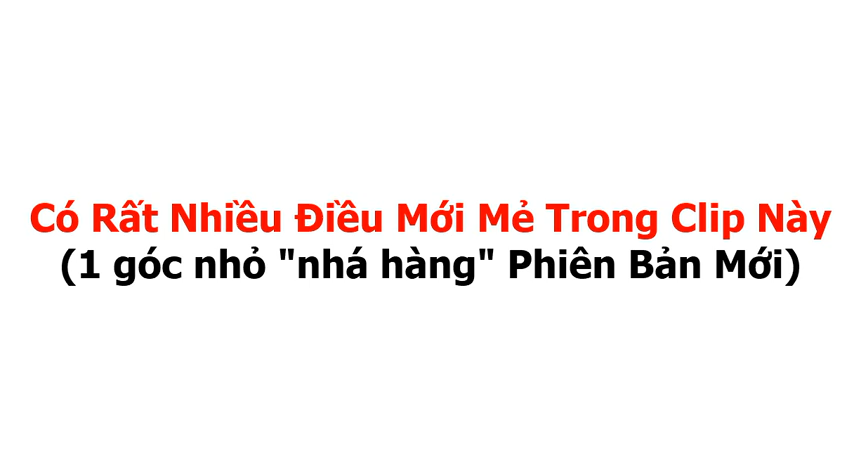 Có Rất Nhiều Điều Mới Mẻ Trong Clip Này
(1 góc nhỏ "nhá hàng" Phiên Bản Mới)